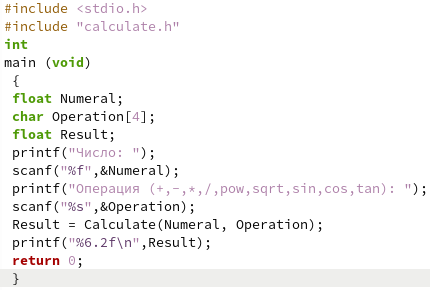 #include <stdio.h>
#include "calculate.h"
int
main (void)
{
float Numeral;
char Operation[4];
float Result;
printf("Число: ");
scanf("%f",&Numeral);
printf("Операция (+,-,*,/,pow,sqrt,sin,cos,tan): ");
scanf("%s",&Operation);
Result = Calculate(Numeral, Operation);
printf("%6.2f\n",Result);
return 0;
}